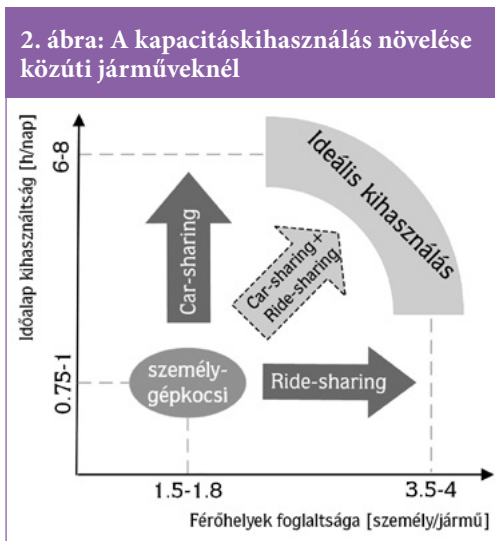 2. ábra: A kapacitáskihasználás növelése
közúti járműveknél
Időalap kihasználtság [h/nap]
6-8
0.75-1
Car-sharing
Car-sharing +
Ride-sharing
Ideális kihasználás
személy-
gépkocsi
Ride-sharing
1.5-1.8
3.5-4
Férőhelyek foglaltsága [személy/jármű]